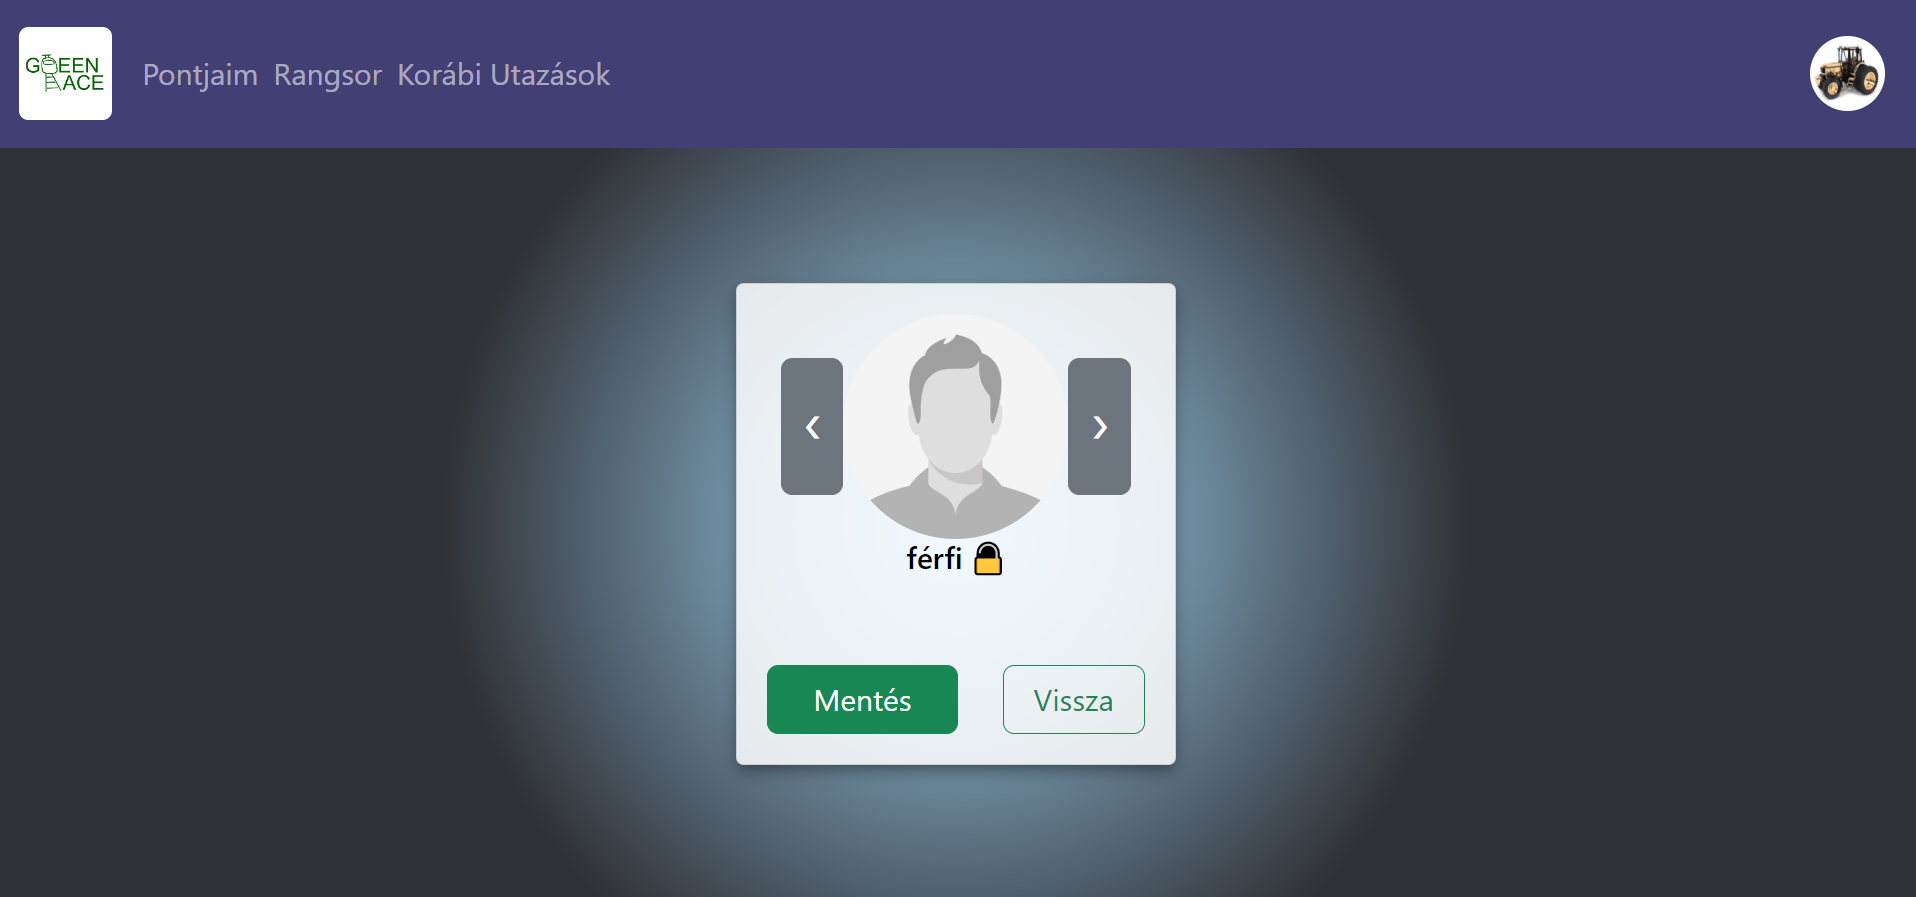 GREEN
RACE
Pontjaim Rangsor Korábi Utazások
‹ ›
férfi
Mentés Vissza